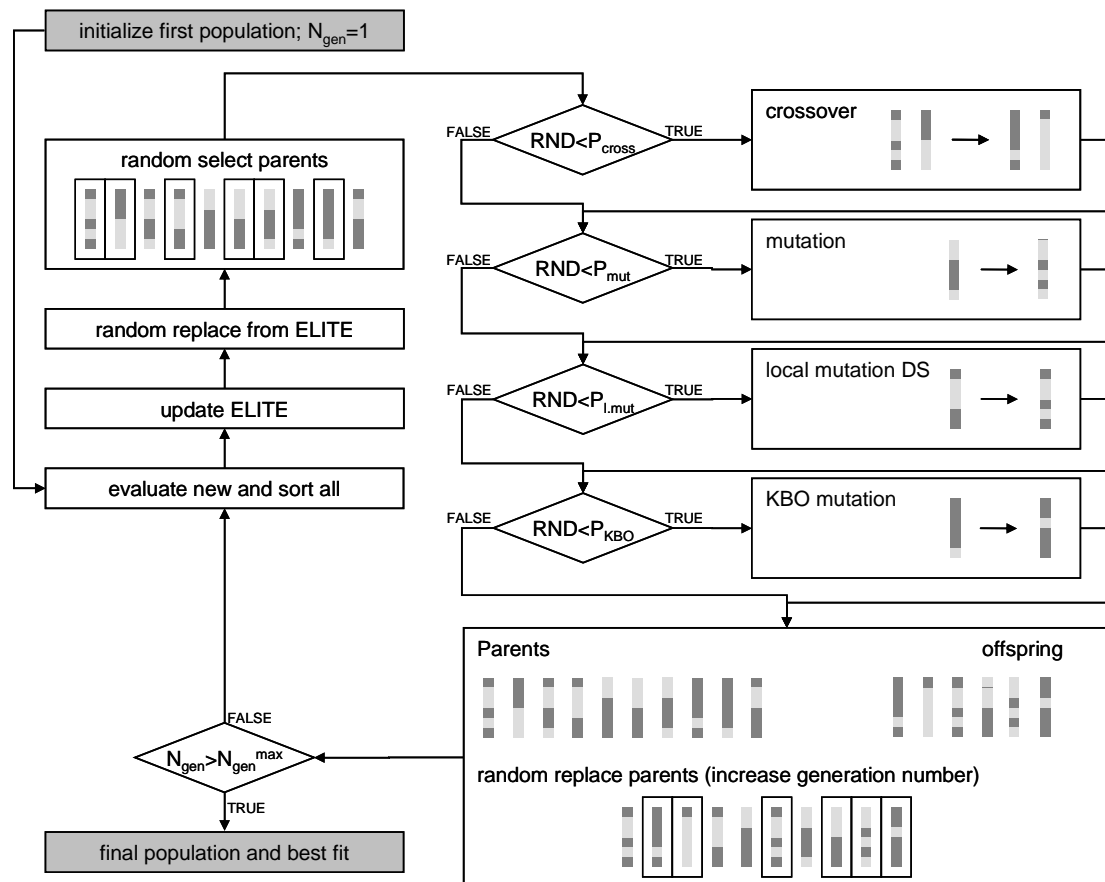 initialize first population; N_gen=1
random select parents
random replace from ELITE
update ELITE
evaluate new and sort all
FALSE
N_gen>N_gen^max
TRUE
final population and best fit
FALSE
RND<P_cross
TRUE
crossover
FALSE
RND<P_mut
TRUE
mutation
FALSE
RND<P_l.mut
TRUE
local mutation DS
FALSE
RND<P_KBO
TRUE
KBO mutation
Parents
offspring
random replace parents (increase generation number)